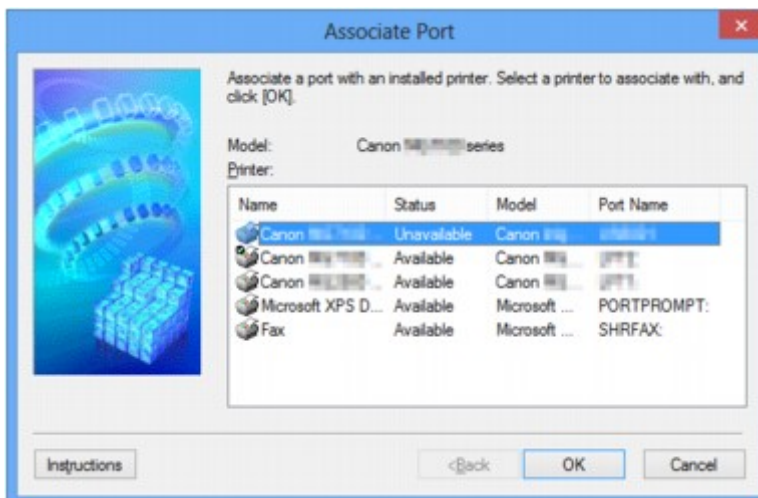 Associate Port
Associate a port with an installed printer. Select a printer to associate with, and
click [OK].
Model: Canon series
Printer:
Name Status Model Port Name
Canon ... Unavailable Canon
Canon ... Available Canon ...
Canon ... Available Canon ...
Microsoft XPS D... Available Microsoft ... PORTPROMPT:
Fax Available Microsoft ... SHRFAX:
Instructions <Back OK Cancel